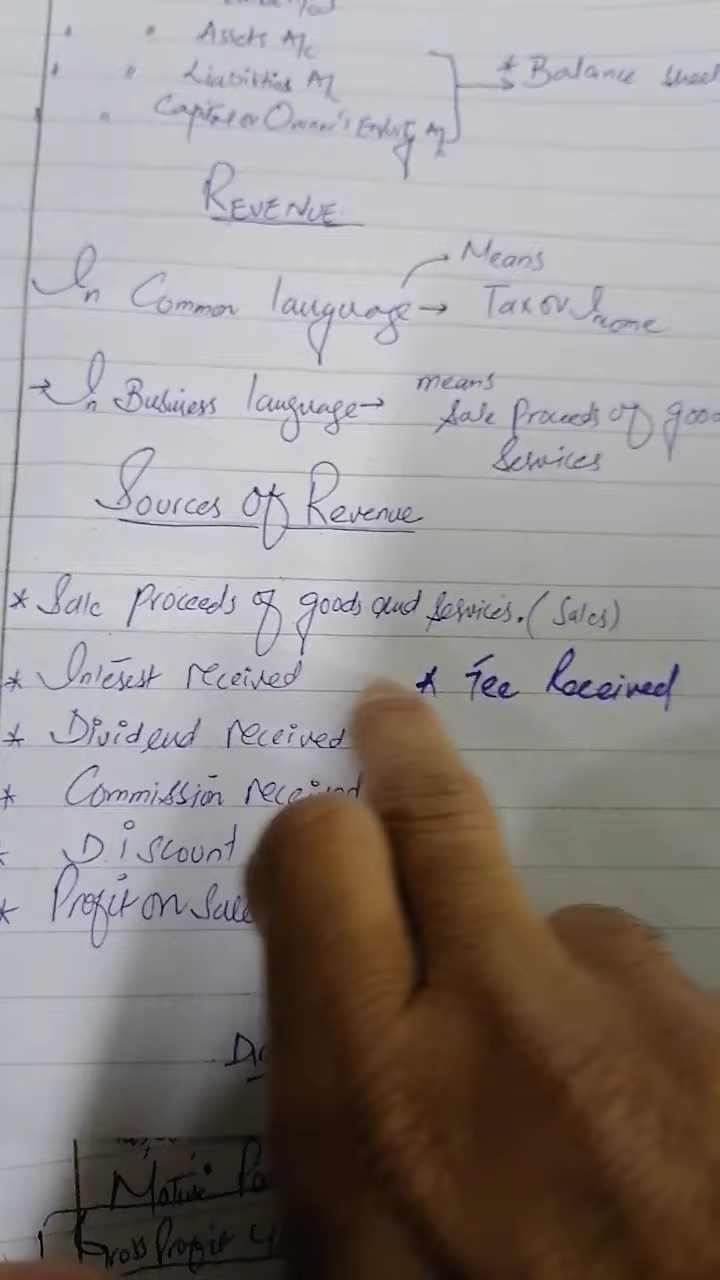 • • Assets A/c
• • Liabilities A/c
• • Capital or Owner's Equity A/c
* Balance sheet
REVENUE
In Common language → Means Tax or Income
→ In Business language → means Sale Proceeds of
Services
Sources of Revenue
* Sale Proceeds of goods and Services. (Sales)
* Interest received * Fee Received
* Dividend received
* Commission received
* Discount
* Profit on Sale
Gross Profit